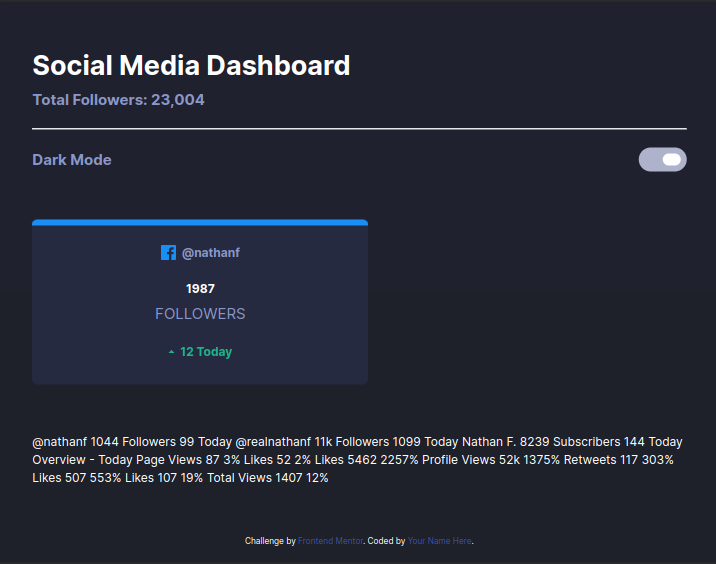 Social Media Dashboard
Total Followers: 23,004
Dark Mode
@nathanf
1987
FOLLOWERS
12 Today
@nathanf 1044 Followers 99 Today @realnathanf 11k Followers 1099 Today Nathan F. 8239 Subscribers 144 Today
Overview - Today Page Views 87 3% Likes 52 2% Likes 5462 2257% Profile Views 52k 1375% Retweets 117 303%
Likes 507 553% Likes 107 19% Total Views 1407 12%
Challenge by Frontend Mentor. Coded by Your Name Here.